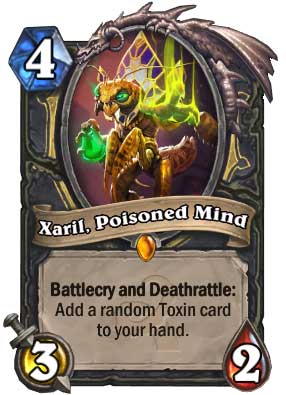 4
Xaril, Poisoned Mind
Battlecry and Deathrattle:
Add a random Toxin card
to your hand.
3 2